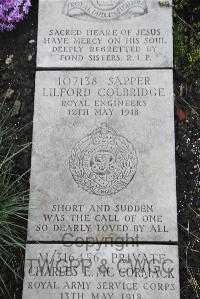 SACRED HEARE OF JESUS
HAVE MERCY ON HIS SOUL
DEEPLY REGRETTED BY
FOND SISTERS. R.I.P.
107138 SAPPER
LILFORD COLBRIDGE
ROYAL ENGINEERS
12TH MAY 1918
SHORT AND SUDDEN
WAS THE CALL OF ONE
SO DEARLY LOVED BY ALL
Copyright
PRIVATE
CHARLES E. Mc CORMACK
ROYAL ARMY SERVICE CORPS
13TH MAY 1918